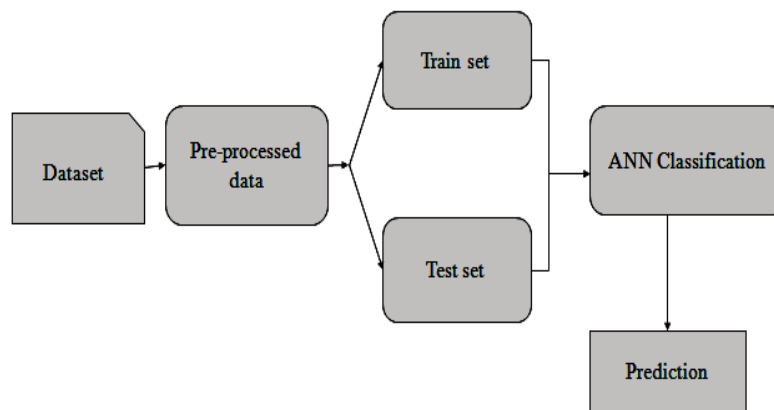 Dataset
Pre-processed
data
Train set
Test set
ANN Classification
Prediction